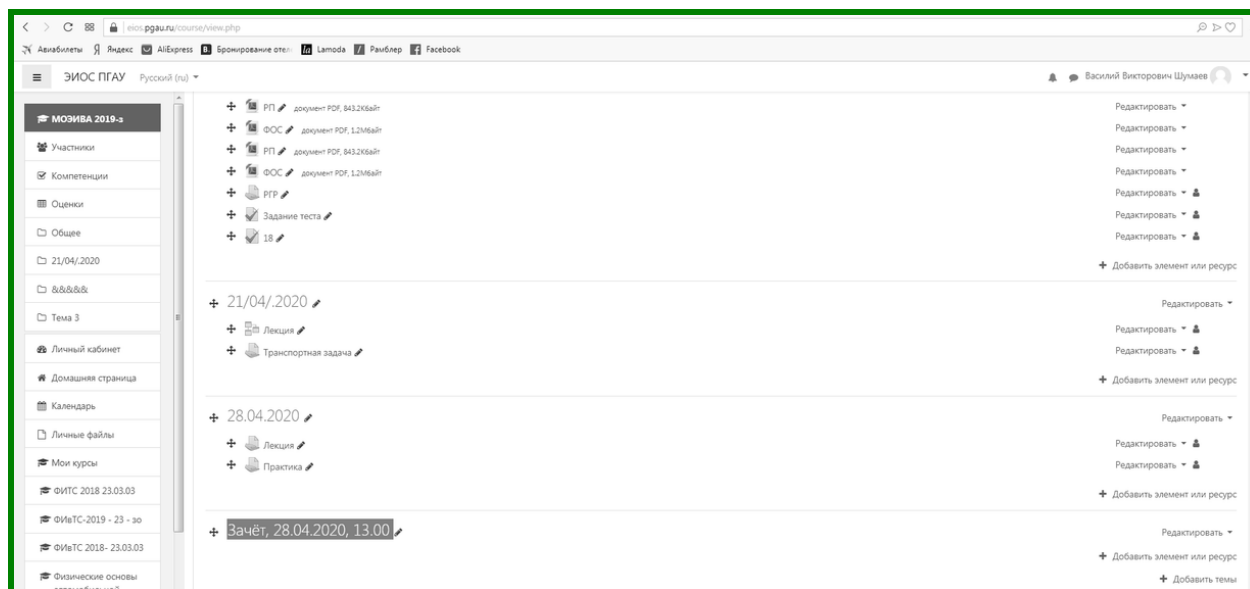 eios.pgau.ru/course/view.php
Авиабилеты Яндекс AliExpress Бронирование отел Lamoda Рамблер Facebook
ЭИОС ПГАУ Русский (ru) Василий Викторович Шумаев
МОЭИВА 2019-з
Участники
Компетенции
Оценки
Общее
21/04/.2020
&&&&&
Тема 3
Личный кабинет
Домашняя страница
Календарь
Личные файлы
Мои курсы
ФИТС 2018 23.03.03
ФИвТС-2019 - 23 - зо
ФИвТС 2018- 23.03.03
Физические основы
РП документ PDF, 843.2Кбайт Редактировать
ФОС документ PDF, 1.2Мбайт Редактировать
РП документ PDF, 843.2Кбайт Редактировать
ФОС документ PDF, 1.2Мбайт Редактировать
РГР Редактировать
Задание теста Редактировать
18 Редактировать
Добавить элемент или ресурс
21/04/.2020 Редактировать
Лекция Редактировать
Транспортная задача Редактировать
Добавить элемент или ресурс
28.04.2020 Редактировать
Лекция Редактировать
Практика Редактировать
Добавить элемент или ресурс
Зачёт, 28.04.2020, 13.00 Редактировать
Добавить элемент или ресурс
Добавить темы